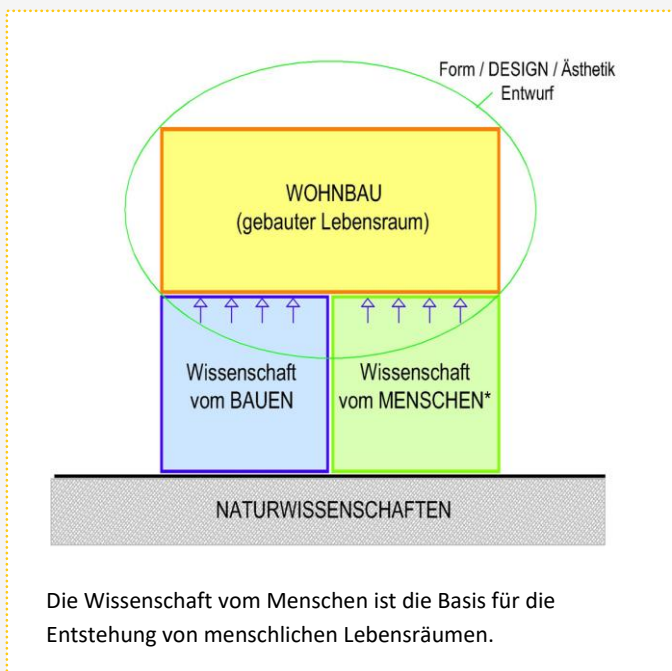 Form / DESIGN / Ästhetik
Entwurf
WOHNBAU
(gebauter Lebensraum)
Wissenschaft
vom BAUEN
Wissenschaft
vom MENSCHEN*
NATURWISSENSCHAFTEN
Die Wissenschaft vom Menschen ist die Basis für die
Entstehung von menschlichen Lebensräumen.